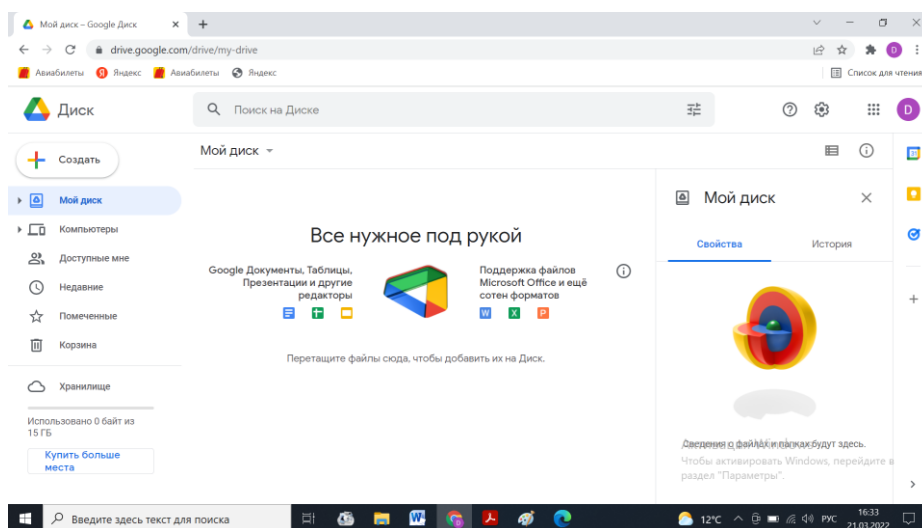 Мой диск – Google Диск
drive.google.com/drive/my-drive
Авиабилеты Яндекс Авиабилеты Яндекс
Список для чтения
Диск
Поиск на Диске
D
Создать
Мой диск
Мой диск
Компьютеры
Доступные мне
Недавние
Помеченные
Корзина
Хранилище
Использовано 0 байт из
15 ГБ
Купить больше
места
Все нужное под рукой
Google Документы, Таблицы,
Презентации и другие
редакторы
Поддержка файлов
Microsoft Office и ещё
сотен форматов
W X P
Перетащите файлы сюда, чтобы добавить их на Диск.
Мой диск
Свойства История
Сведения о файлах и папках будут здесь.
Активация Windows
Чтобы активировать Windows, перейдите в
раздел "Параметры".
Введите здесь текст для поиска
12°C
РУС
16:33
21.03.2022